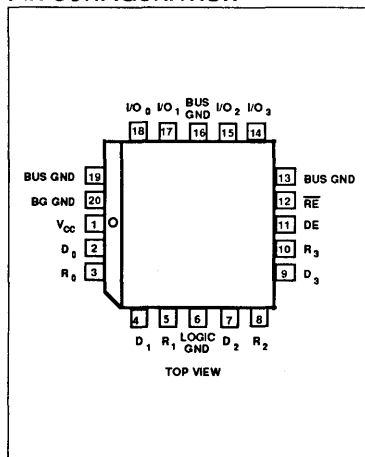 I/O 0 I/O 1 BUS GND I/O 2 I/O 3
18 17 16 15 14
BUS GND 19
BG GND 20
VCC 1
D0 2
R0 3
13 BUS GND
12 RE
11 DE
10 R3
9 D3
4 5 6 7 8
D1 R1 LOGIC GND D2 R2
TOP VIEW